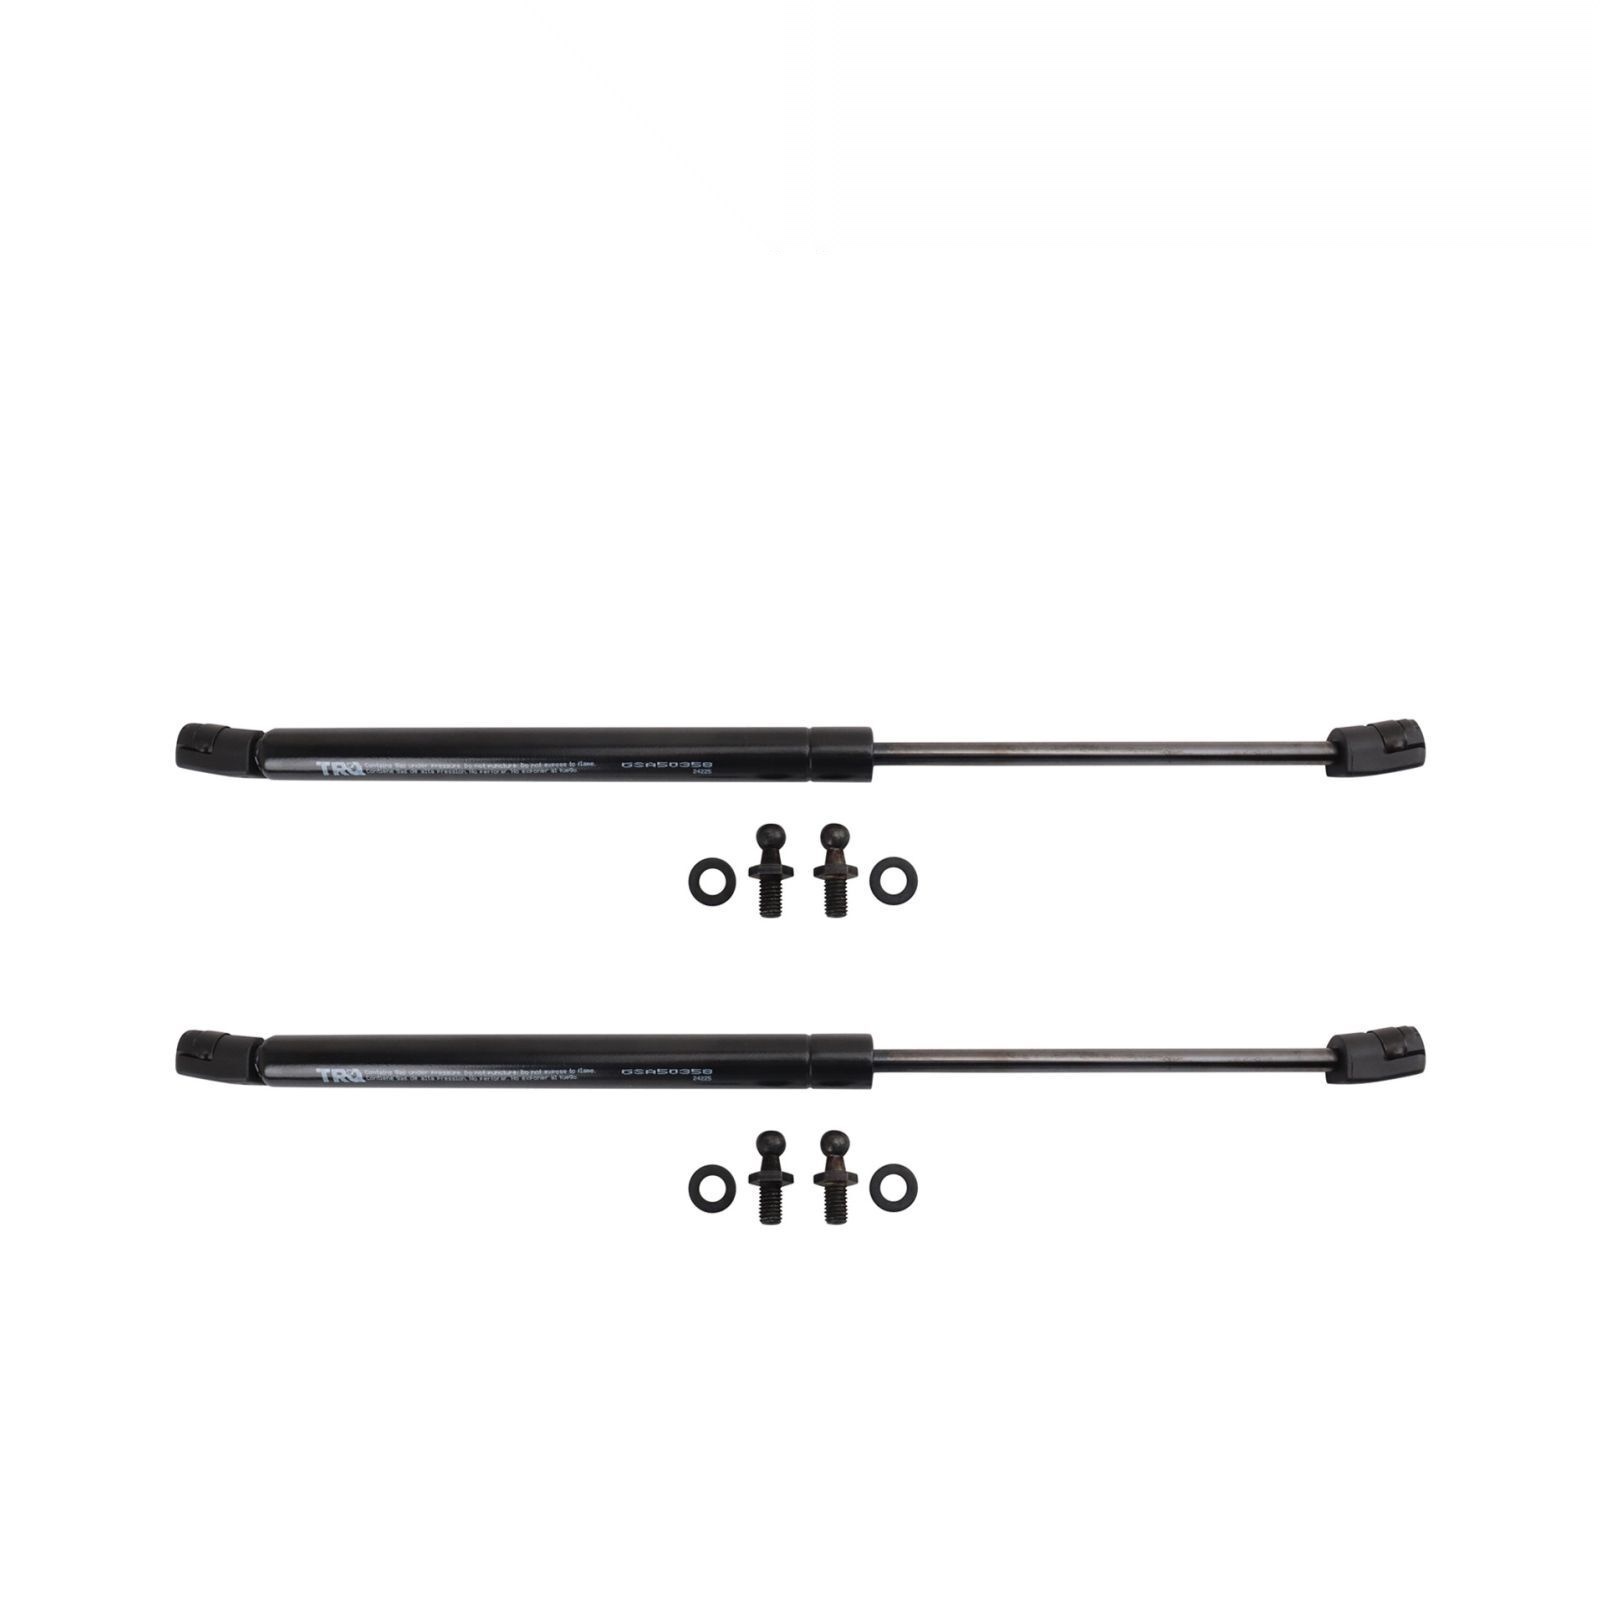 TRQ Contains Gas under Pressure. Do not puncture; Do not expose to flame.
Contiene Gas de alta Presion. No Perforar. No exponer al fuego.
GSA50358
24225
TRQ Contains Gas under Pressure. Do not puncture; Do not expose to flame.
Contiene Gas de alta Presion. No Perforar. No exponer al fuego.
GSA50358
24225